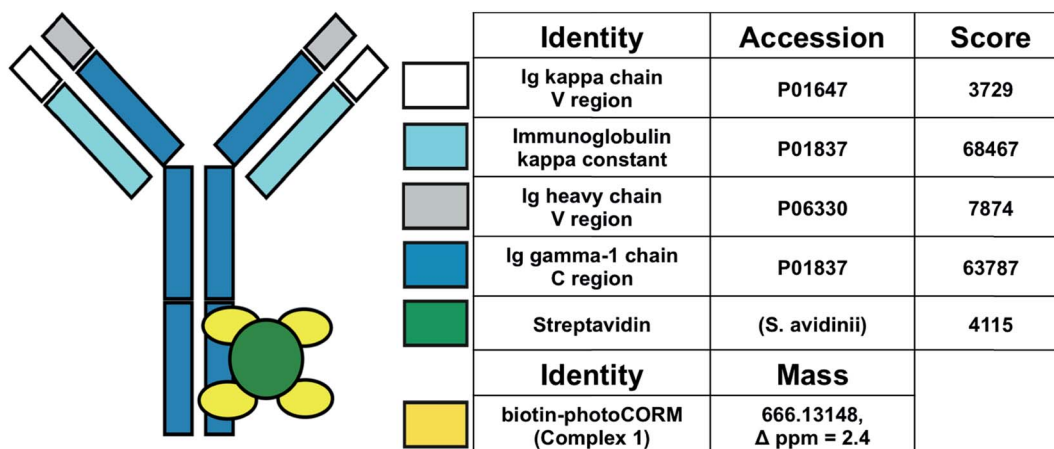 Identity Accession Score
Ig kappa chain
V region
P01647 3729
Immunoglobulin
kappa constant
P01837 68467
Ig heavy chain
V region
P06330 7874
Ig gamma-1 chain
C region
P01837 63787
Streptavidin (S. avidinii) 4115
Identity Mass
biotin-photoCORM
(Complex 1)
666.13148,
Δ ppm = 2.4